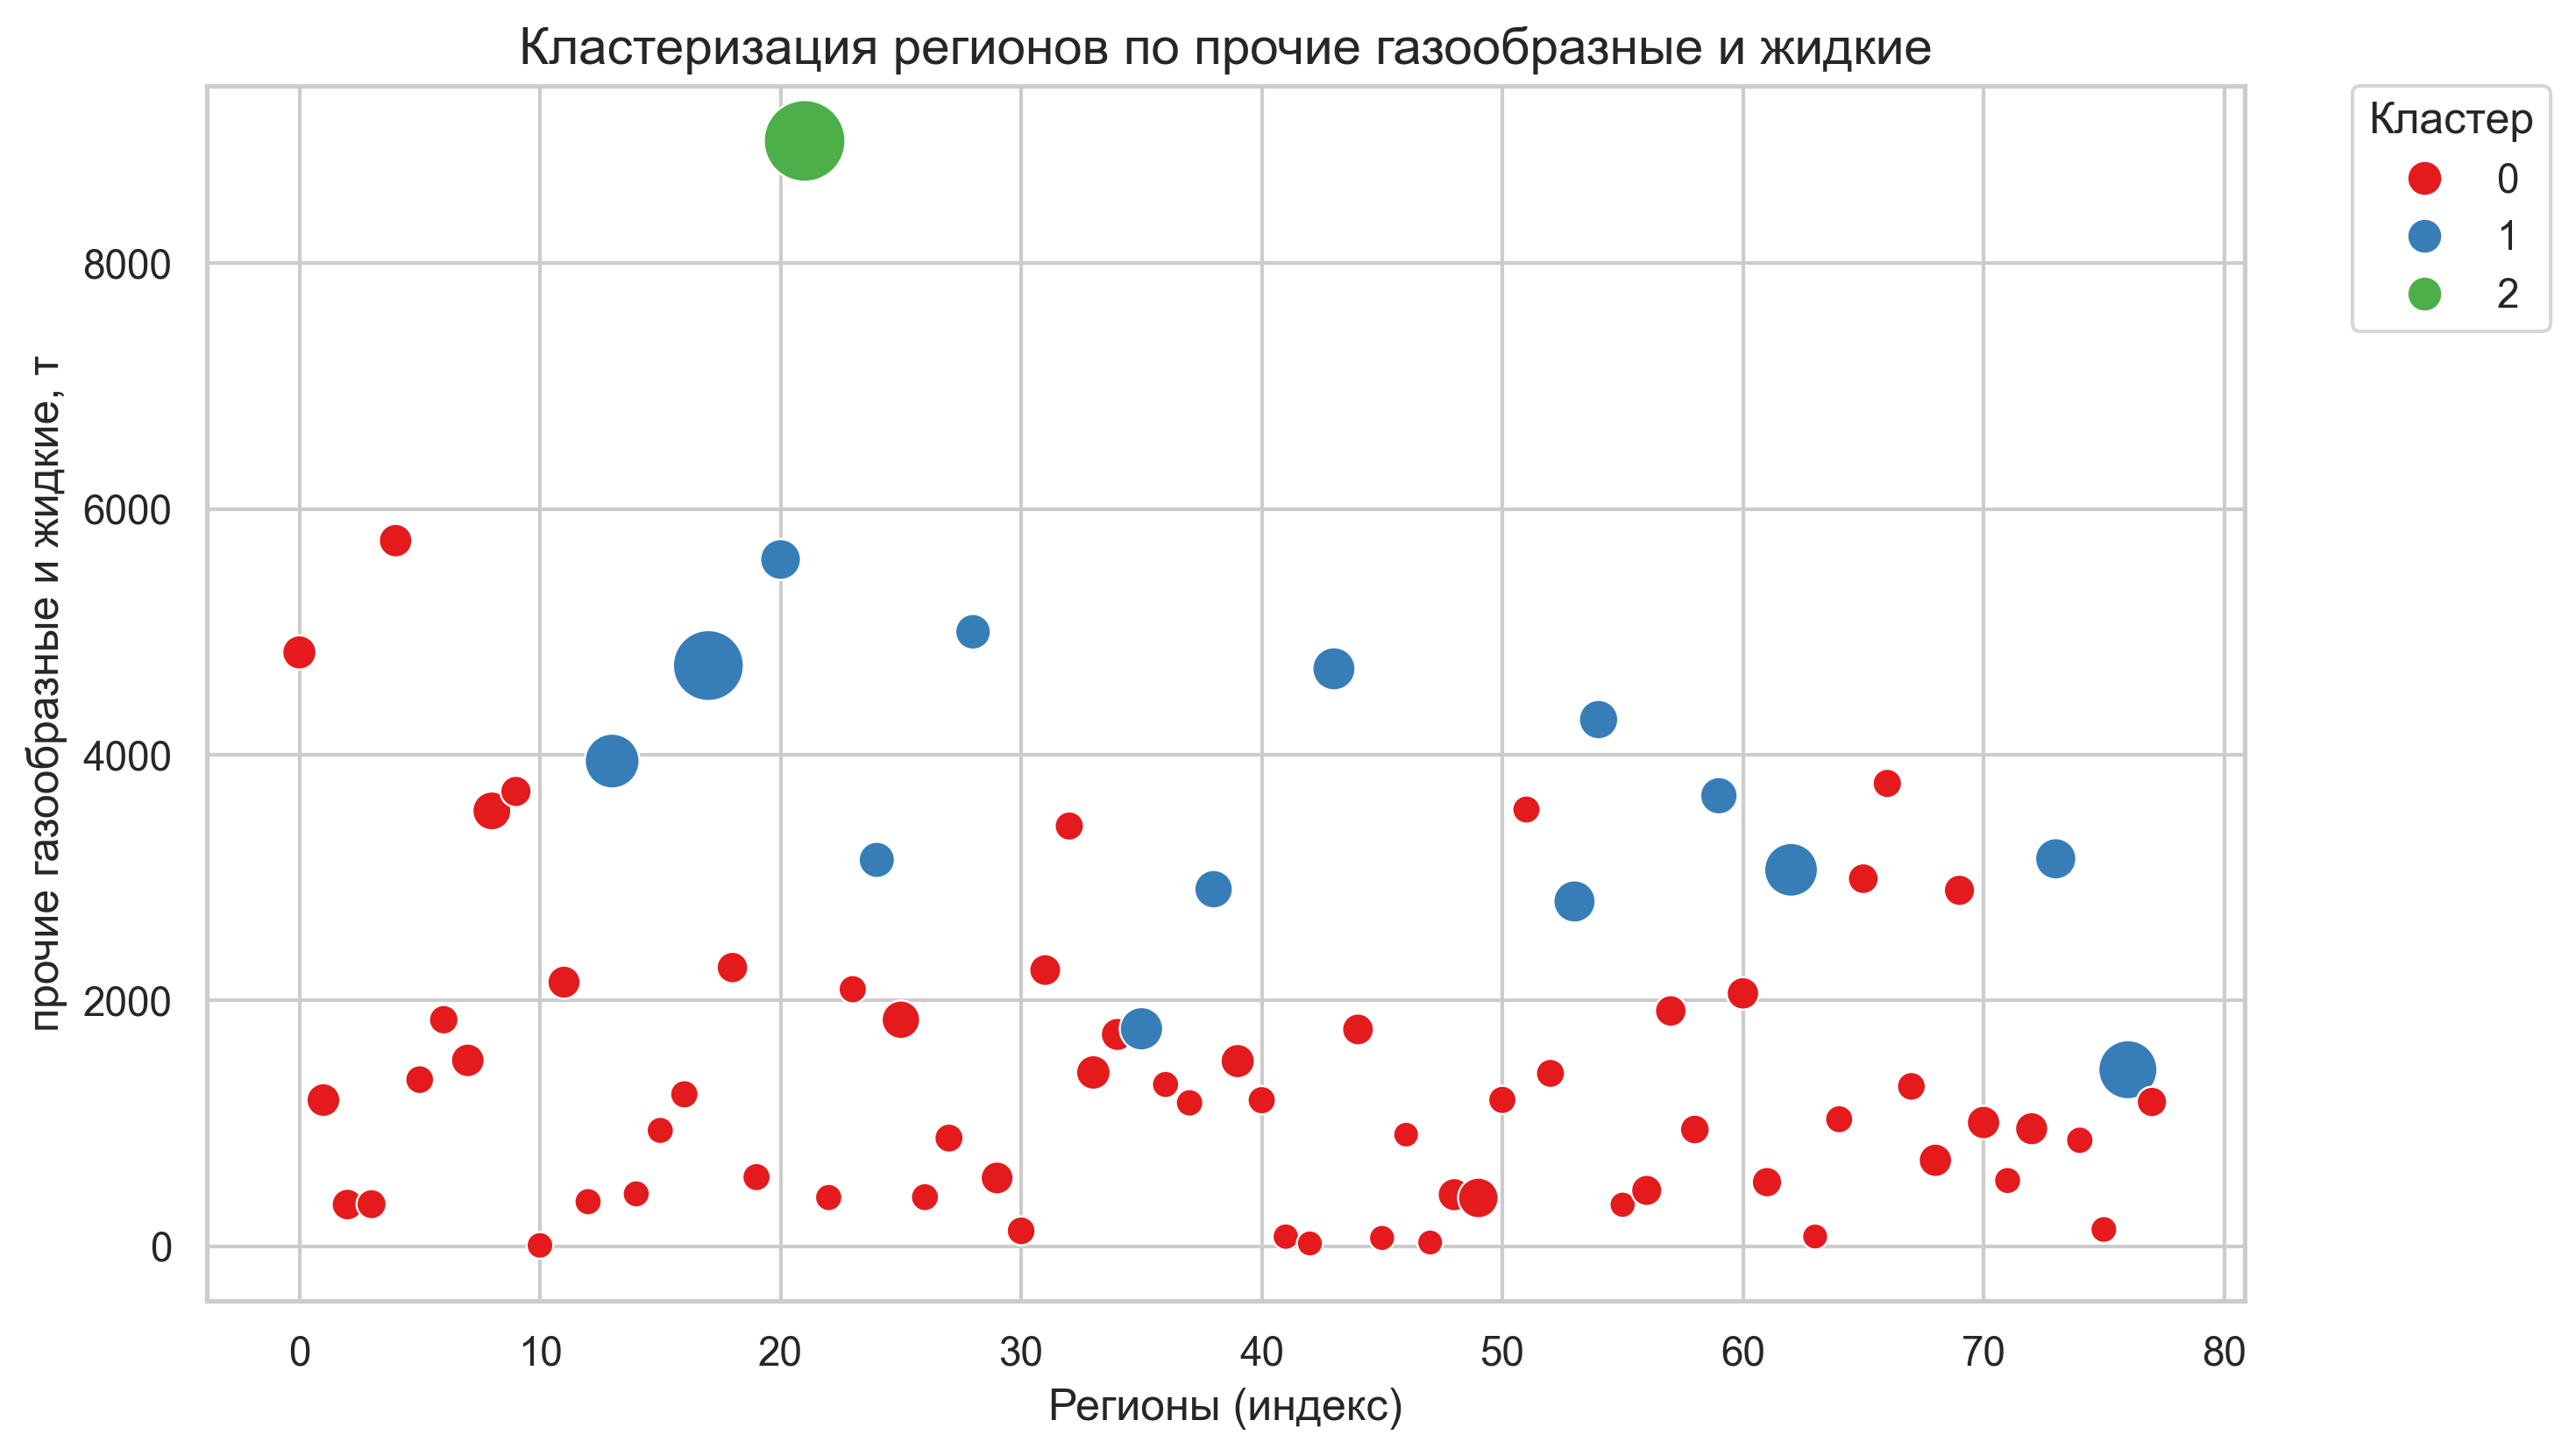 Кластеризация регионов по прочие газообразные и жидкие
Кластер
0
1
2
прочие газообразные и жидкие, т
8000
6000
4000
2000
0
0 10 20 30 40 50 60 70 80
Регионы (индекс)